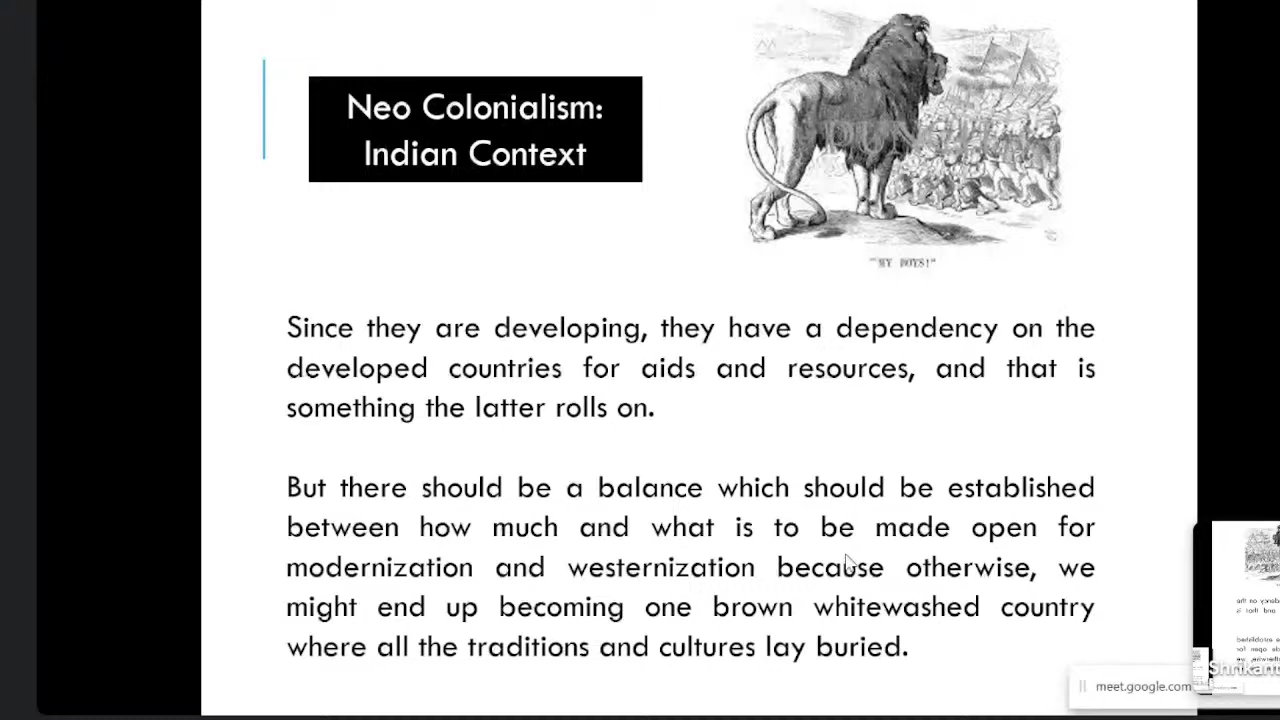 Neo Colonialism:
Indian Context
PUNCH
"MY BOYS!"
Since they are developing, they have a dependency on the
developed countries for aids and resources, and that is
something the latter rolls on.
But there should be a balance which should be established
between how much and what is to be made open for
modernization and westernization because otherwise, we
might end up becoming one brown whitewashed country
where all the traditions and cultures lay buried.
meet.google.com